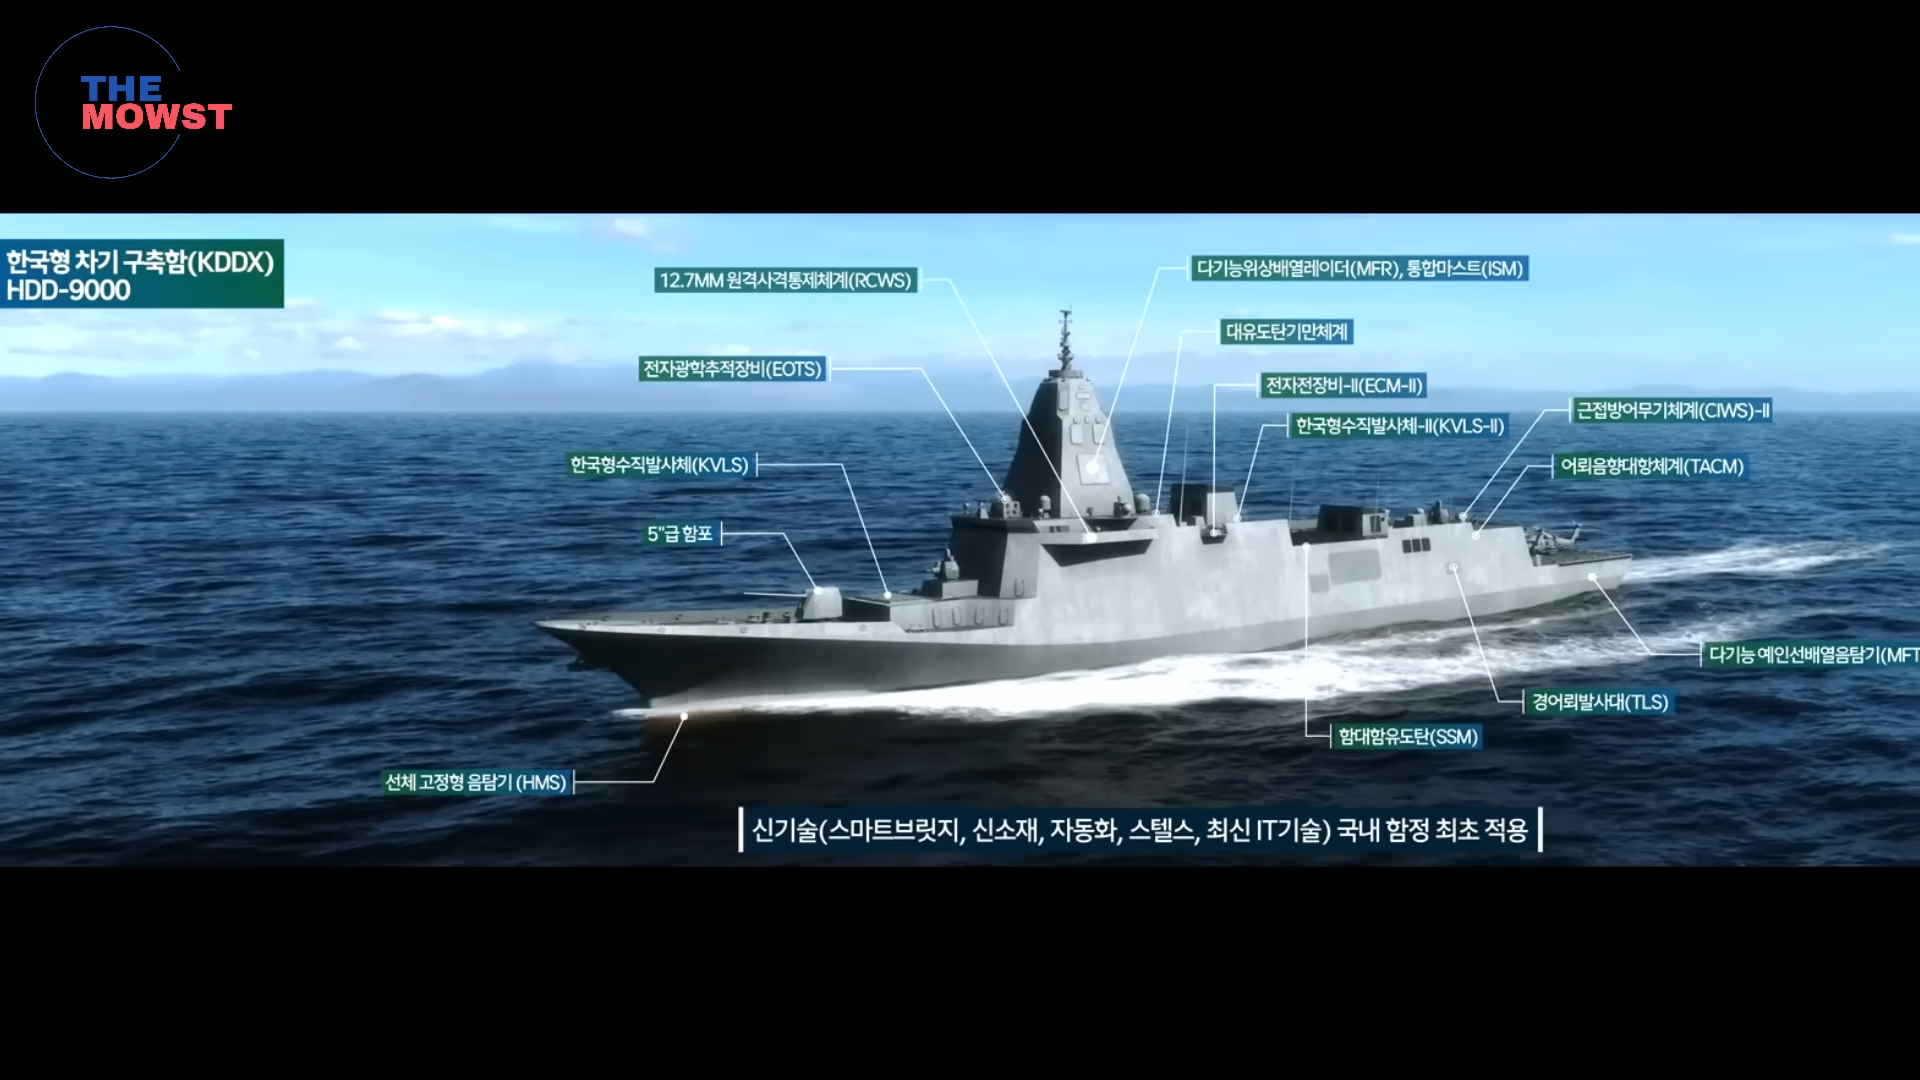 THE
MOWST
한국형 차기 구축함(KDDX)
HDD-9000
12.7MM 원격사격통제체계(RCWS)
다기능위상배열레이더(MFR), 통합마스트(ISM)
대유도탄기만체계
전자광학추적장비(EOTS)
전자전장비-II(ECM-II)
근접방어무기체계(CIWS)-II
한국형수직발사체-II(KVLS-II)
한국형수직발사체(KVLS)
어뢰음향대항체계(TACM)
5"급 함포
다기능 예인선배열음탐기(MFT
경어뢰발사대(TLS)
함대함유도탄(SSM)
선체 고정형 음탐기 (HMS)
신기술(스마트브릿지, 신소재, 자동화, 스텔스, 최신 IT기술) 국내 함정 최초 적용